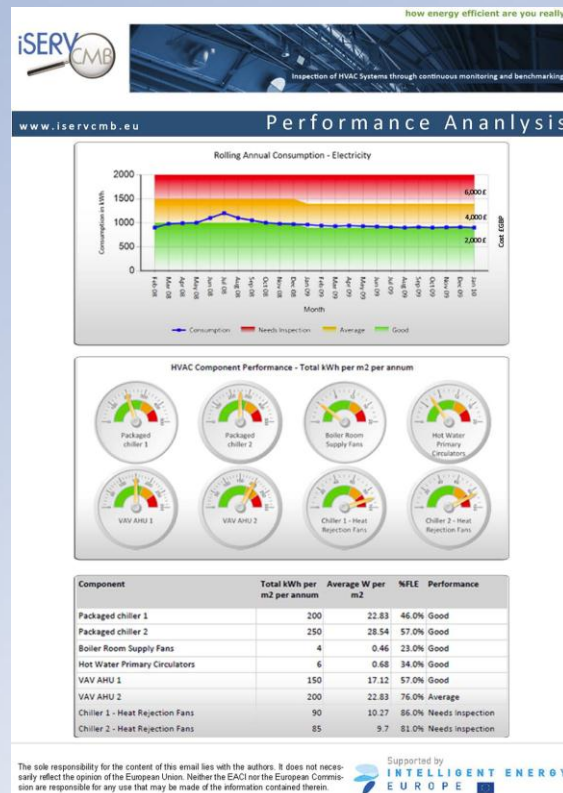 how energy efficient are you really
iSERV
CMB
Inspection of HVAC Systems through continuous monitoring and benchmarking
www.iservcmb.eu
Performance Ananlysis
Rolling Annual Consumption - Electricity
Consumption in kWh
2000
1500
1000
500
0
6,000 £
4,000 £
2,000 £
Cost £GBP
Feb 08 Mar 08 Apr 08 May 08 Jun 08 Jul 08 Aug 08 Sep 08 Oct 08 Nov 08 Dec 08 Jan 09 Feb 09 Mar 09 Apr 09 May 09 Jun 09 Jul 09 Aug 09 Sep 09 Oct 09 Nov 09 Dec 09 Jan 10
Month
Consumption Needs Inspection Average Good
HVAC Component Performance - Total kWh per m2 per annum
Packaged chiller 1
Packaged chiller 2
Boiler Room Supply Fans
Hot Water Primary Circulators
VAV AHU 1
VAV AHU 2
Chiller 1 - Heat Rejection Fans
Chiller 2 - Heat Rejection Fans
Component Total kWh per m2 per annum Average W per m2 %FLE Performance
Packaged chiller 1 200 22.83 46.0% Good
Packaged chiller 2 250 28.54 57.0% Good
Boiler Room Supply Fans 4 0.46 23.0% Good
Hot Water Primary Circulators 6 0.68 34.0% Good
VAV AHU 1 150 17.12 57.0% Good
VAV AHU 2 200 22.83 76.0% Average
Chiller 1 - Heat Rejection Fans 90 10.27 86.0% Needs Inspection
Chiller 2 - Heat Rejection Fans 85 9.7 81.0% Needs Inspection
The sole responsibility for the content of this email lies with the authors. It does not neces-
sarily reflect the opinion of the European Union. Neither the EACI nor the European Commis-
sion are responsible for any use that may be made of the information contained therein.
Supported by
INTELLIGENT ENERGY
EUROPE